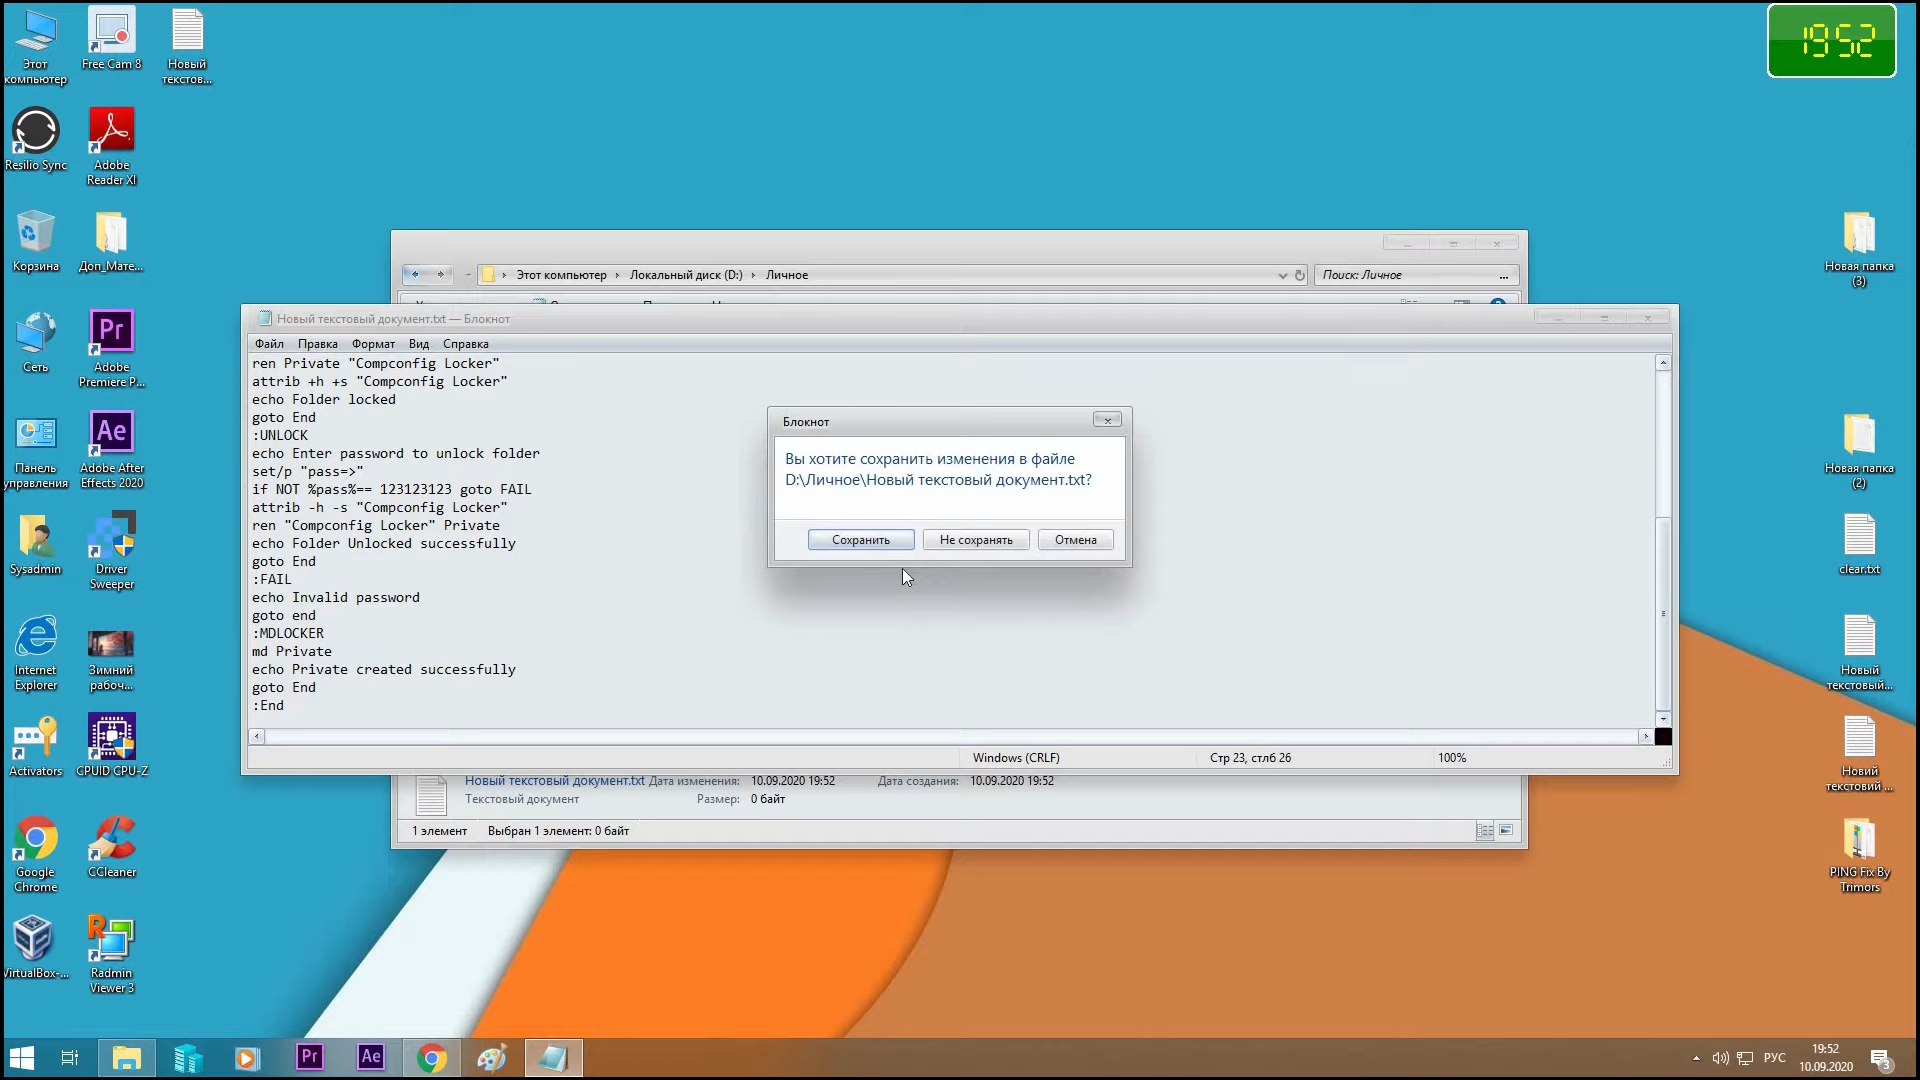 Этот
компьютер
Free Cam 8
Новый
текстов...
1952
Resilio Sync
Adobe
Reader XI
Корзина
Доп_Мате...
Новая папка
(3)
Этот компьютер
Локальный диск (D:)
Личное
Поиск: Личное
Новый текстовый документ.txt — Блокнот
Файл
Правка
Формат
Вид
Справка
ren Private "Compconfig Locker"
attrib +h +s "Compconfig Locker"
echo Folder locked
goto End
:UNLOCK
echo Enter password to unlock folder
set/p "pass=>"
if NOT %pass%== 123123123 goto FAIL
attrib -h -s "Compconfig Locker"
ren "Compconfig Locker" Private
echo Folder Unlocked successfully
goto End
:FAIL
echo Invalid password
goto end
:MDLOCKER
md Private
echo Private created successfully
goto End
:End
Блокнот
Вы хотите сохранить изменения в файле
D:\Личное\Новый текстовый документ.txt?
Сохранить
Не сохранять
Отмена
Windows (CRLF)
Стр 23, стлб 26
100%
Новый текстовый документ.txt
Дата изменения:
10.09.2020 19:52
Дата создания:
10.09.2020 19:52
Текстовый документ
Размер:
0 байт
1 элемент
Выбран 1 элемент: 0 байт
Сеть
Adobe
Premiere P...
Панель
управления
Adobe After
Effects 2020
Sysadmin
Driver
Sweeper
Internet
Explorer
Зимний
рабоч...
Activators
CPUID CPU-Z
Google
Chrome
CCleaner
VirtualBox-...
Radmin
Viewer 3
Новая папка
(2)
clear.txt
Новый
текстовый...
Новий
текстовий ...
PING Fix By
Trimors
Pr
Ae
Pr
Ae
РУС
19:52
10.09.2020
3